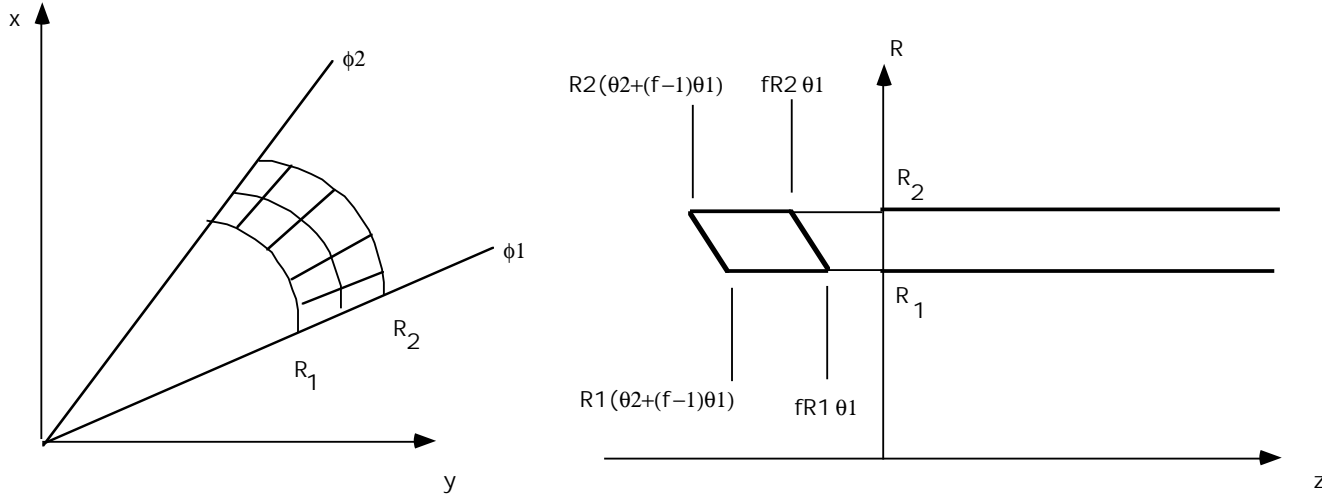 x
ϕ2
ϕ1
R2
R1
y
R
R2(θ2+(f−1)θ1)
fR2 θ1
R2
R1
R1(θ2+(f−1)θ1)
fR1 θ1
z